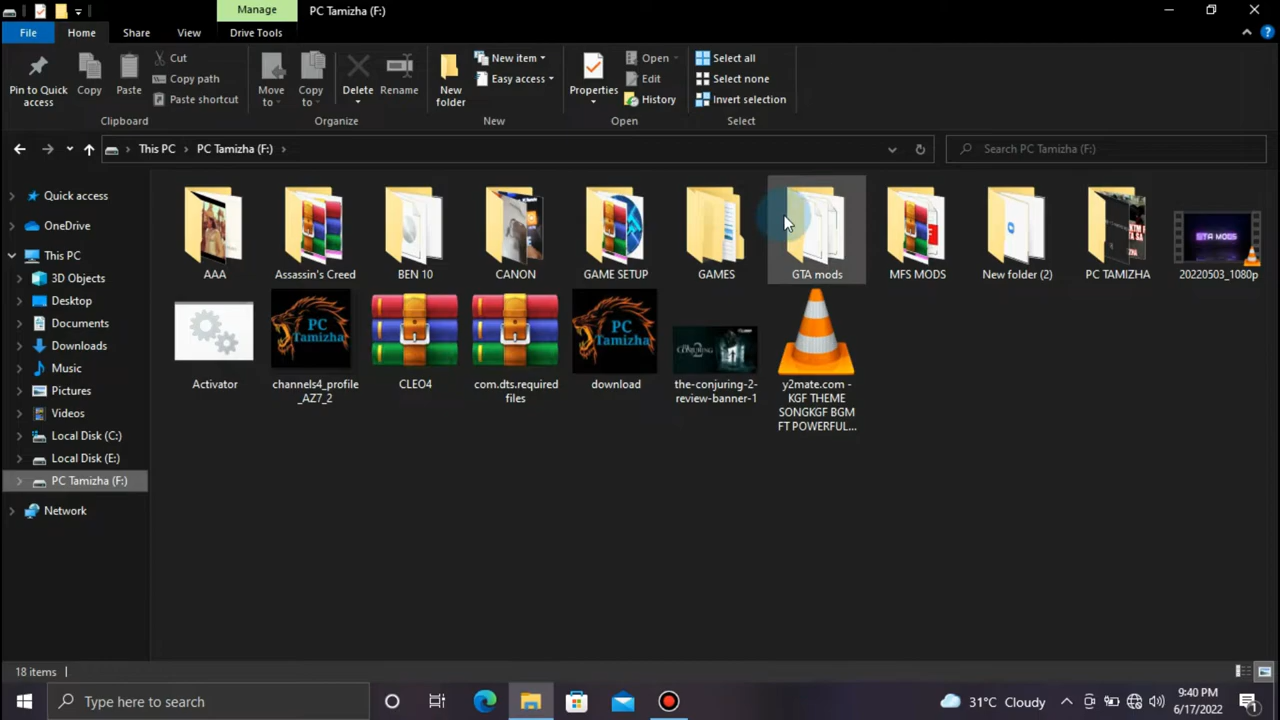 Manage
PC Tamizha (F:)
File
Home
Share
View
Drive Tools
Pin to Quick access
Copy
Paste
Cut
Copy path
Paste shortcut
Clipboard
Move to
Copy to
Delete
Rename
Organize
New folder
New item
Easy access
New
Properties
Open
Edit
History
Open
Select all
Select none
Invert selection
Select
This PC
PC Tamizha (F:)
Search PC Tamizha (F:)
Quick access
OneDrive
This PC
3D Objects
Desktop
Documents
Downloads
Music
Pictures
Videos
Local Disk (C:)
Local Disk (E:)
PC Tamizha (F:)
Network
AAA
Assassin's Creed
BEN 10
CANON
GAME SETUP
GAMES
GTA mods
MFS MODS
New folder (2)
PC TAMIZHA
GTA MODS
20220503_1080p
Activator
PC
Tamizha
channels4_profile
_AZ7_2
CLEO4
com.dts.required
files
PC
Tamizha
download
the-conjuring-2-
review-banner-1
y2mate.com -
KGF THEME
SONGKGF BGM
FT POWERFUL...
18 items
Type here to search
31°C Cloudy
9:40 PM
6/17/2022
1